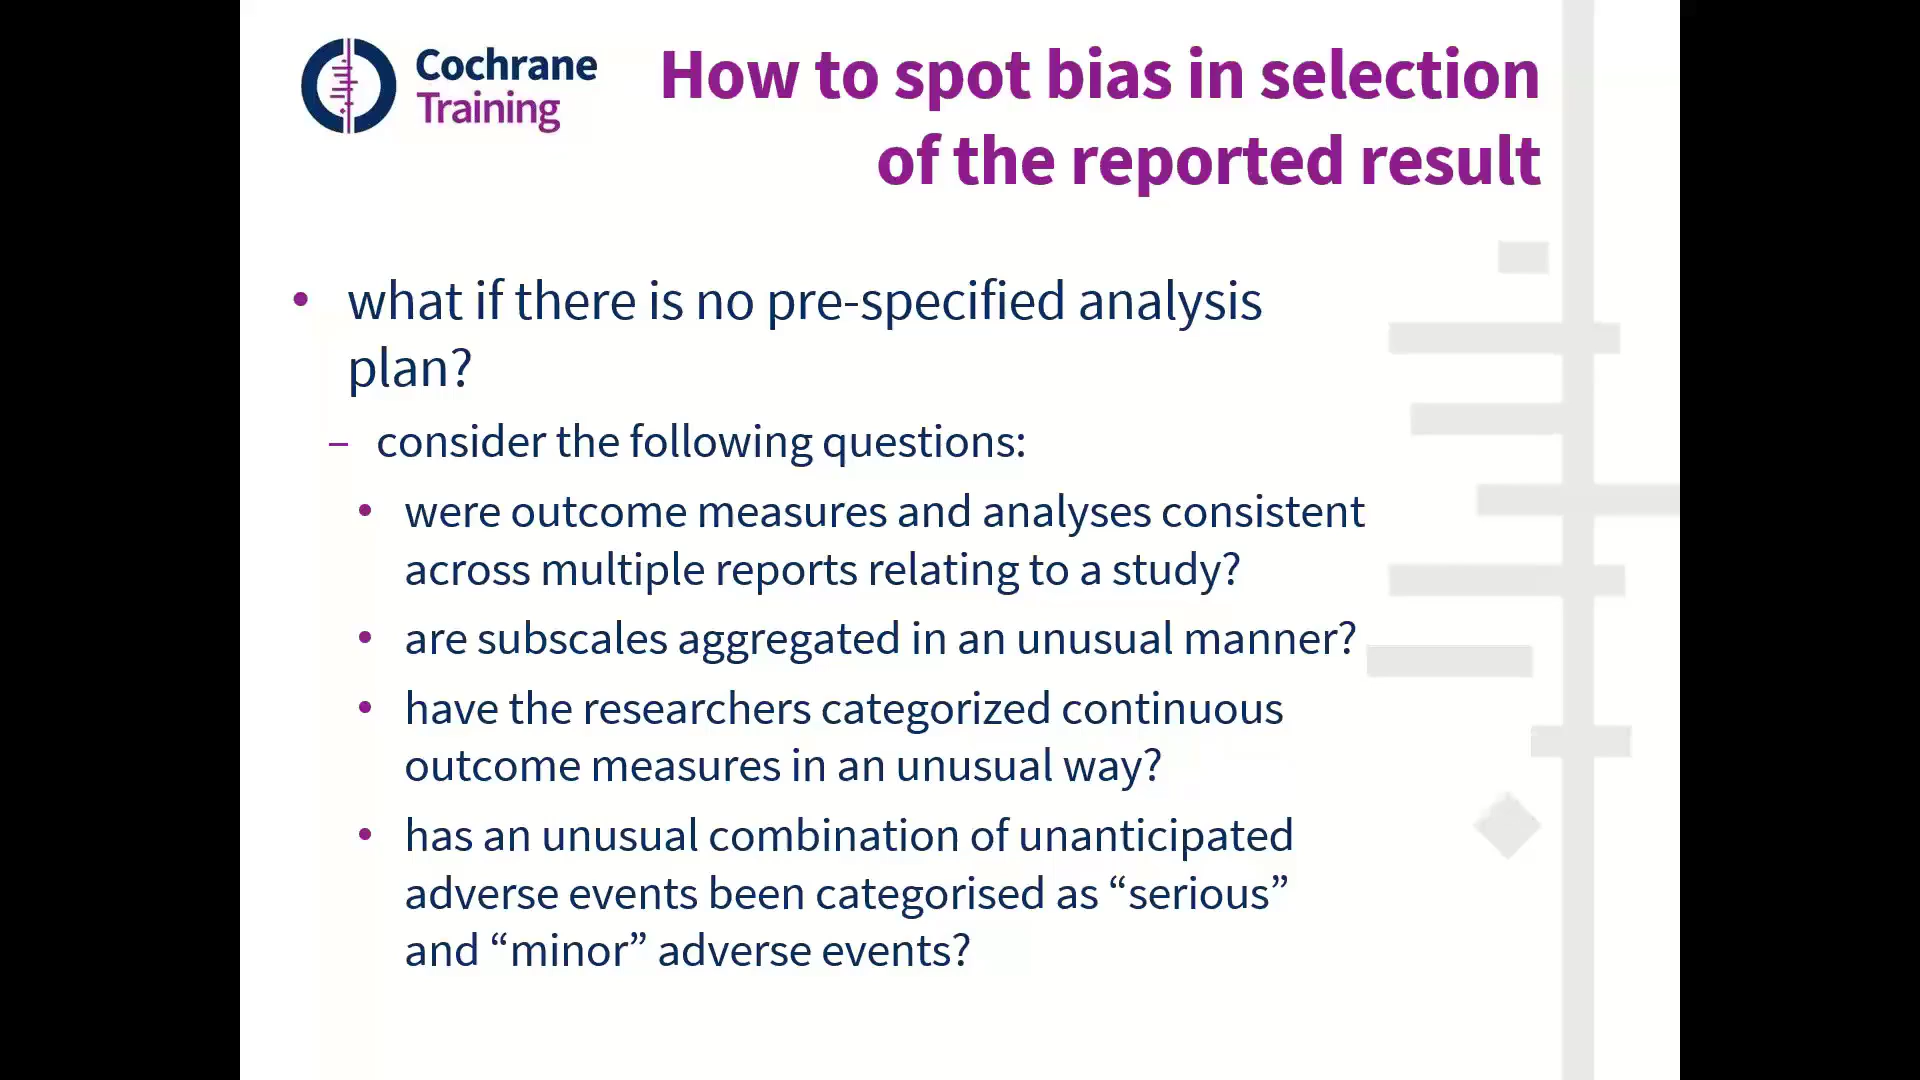 Cochrane
Training
How to spot bias in selection
of the reported result
• what if there is no pre-specified analysis
plan?
– consider the following questions:
• were outcome measures and analyses consistent
across multiple reports relating to a study?
• are subscales aggregated in an unusual manner?
• have the researchers categorized continuous
outcome measures in an unusual way?
• has an unusual combination of unanticipated
adverse events been categorised as “serious”
and “minor” adverse events?